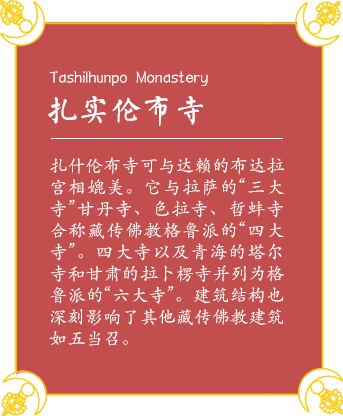 Tashilhunpo Monastery
扎实伦布寺
扎什伦布寺可与达赖的布达拉
宫相媲美。它与拉萨的“三大
寺”甘丹寺、色拉寺、哲蚌寺
合称藏传佛教格鲁派的“四大
寺”。四大寺以及青海的塔尔
寺和甘肃的拉卜楞寺并列为格
鲁派的“六大寺”。建筑结构也
深刻影响了其他藏传佛教建筑
如五当召。